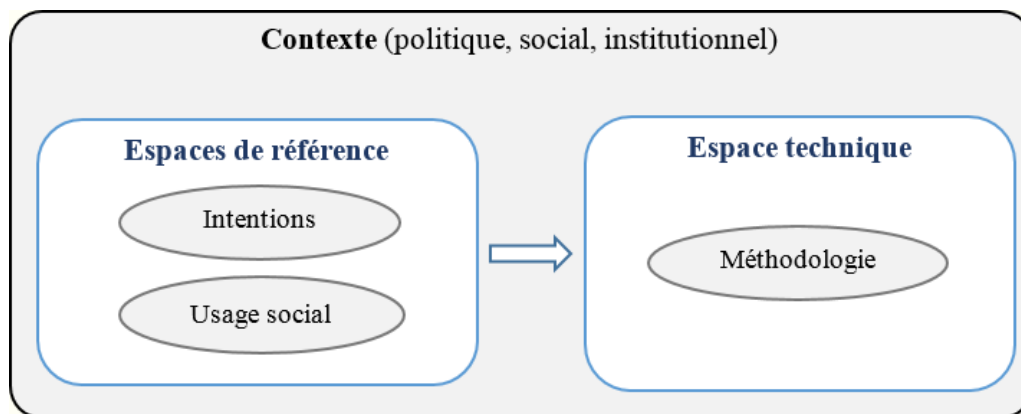 Contexte (politique, social, institutionnel)
Espaces de référence
Intentions
Usage social
Espace technique
Méthodologie